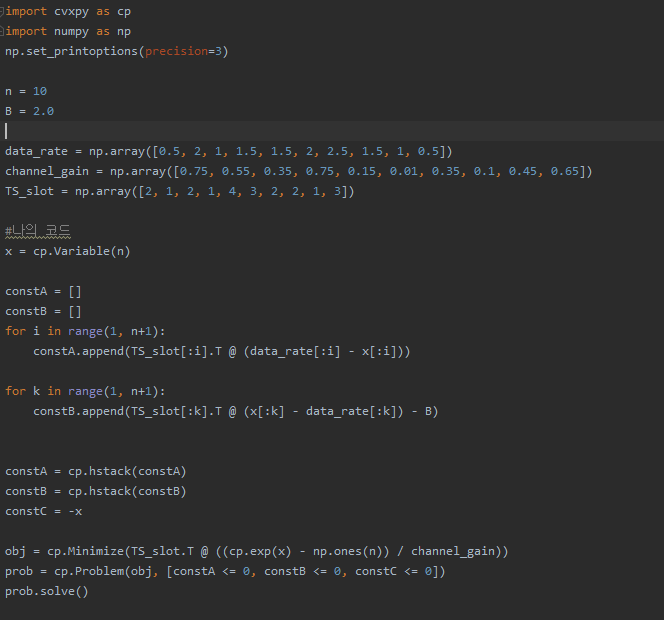 import cvxpy as cp
import numpy as np
np.set_printoptions(precision=3)
n = 10
B = 2.0
data_rate = np.array([0.5, 2, 1, 1.5, 1.5, 2, 2.5, 1.5, 1, 0.5])
channel_gain = np.array([0.75, 0.55, 0.35, 0.75, 0.15, 0.01, 0.35, 0.1, 0.45, 0.65])
TS_slot = np.array([2, 1, 2, 1, 4, 3, 2, 2, 1, 3])
#나의 코드
x = cp.Variable(n)
constA = []
constB = []
for i in range(1, n+1):
    constA.append(TS_slot[:i].T @ (data_rate[:i] - x[:i]))
for k in range(1, n+1):
    constB.append(TS_slot[:k].T @ (x[:k] - data_rate[:k]) - B)
constA = cp.hstack(constA)
constB = cp.hstack(constB)
constC = -x
obj = cp.Minimize(TS_slot.T @ ((cp.exp(x) - np.ones(n)) / channel_gain))
prob = cp.Problem(obj, [constA <= 0, constB <= 0, constC <= 0])
prob.solve()